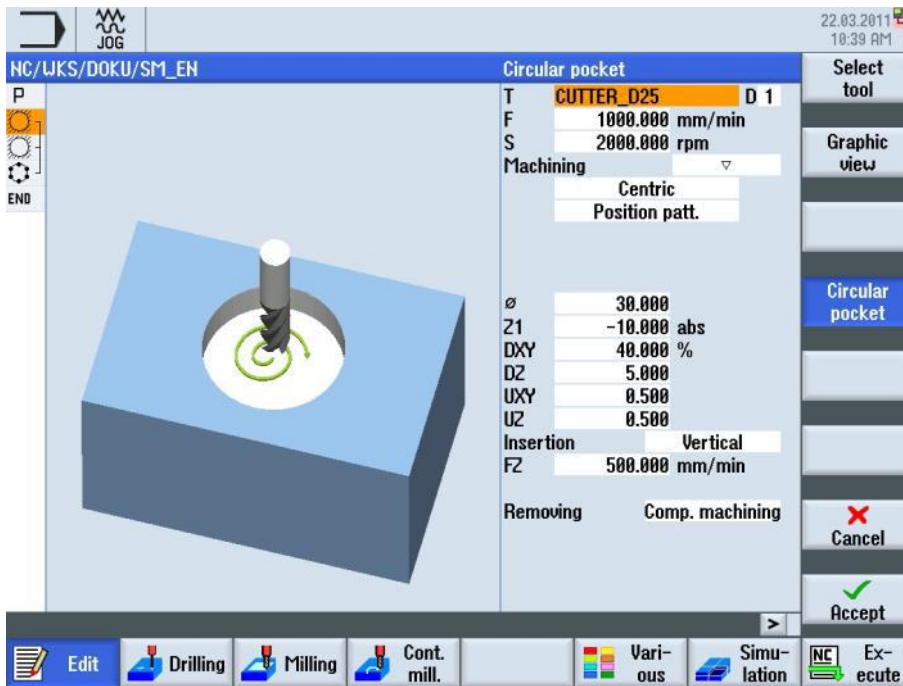 22.03.2011
10:39 AM
JOG
NC/WKS/DOKU/SM_EN
Circular pocket
P
END
T CUTTER_D25 D 1
F 1000.000 mm/min
S 2000.000 rpm
Machining ▽
Centric
Position patt.
ø 30.000
Z1 -10.000 abs
DXY 40.000 %
DZ 5.000
UXY 0.500
UZ 0.500
Insertion Vertical
FZ 500.000 mm/min
Removing Comp. machining
Select
tool
Graphic
view
Circular
pocket
Cancel
Accept
>
Edit
Drilling
Milling
Cont.
mill.
Vari-
ous
Simu-
lation
NC
Ex-
ecute